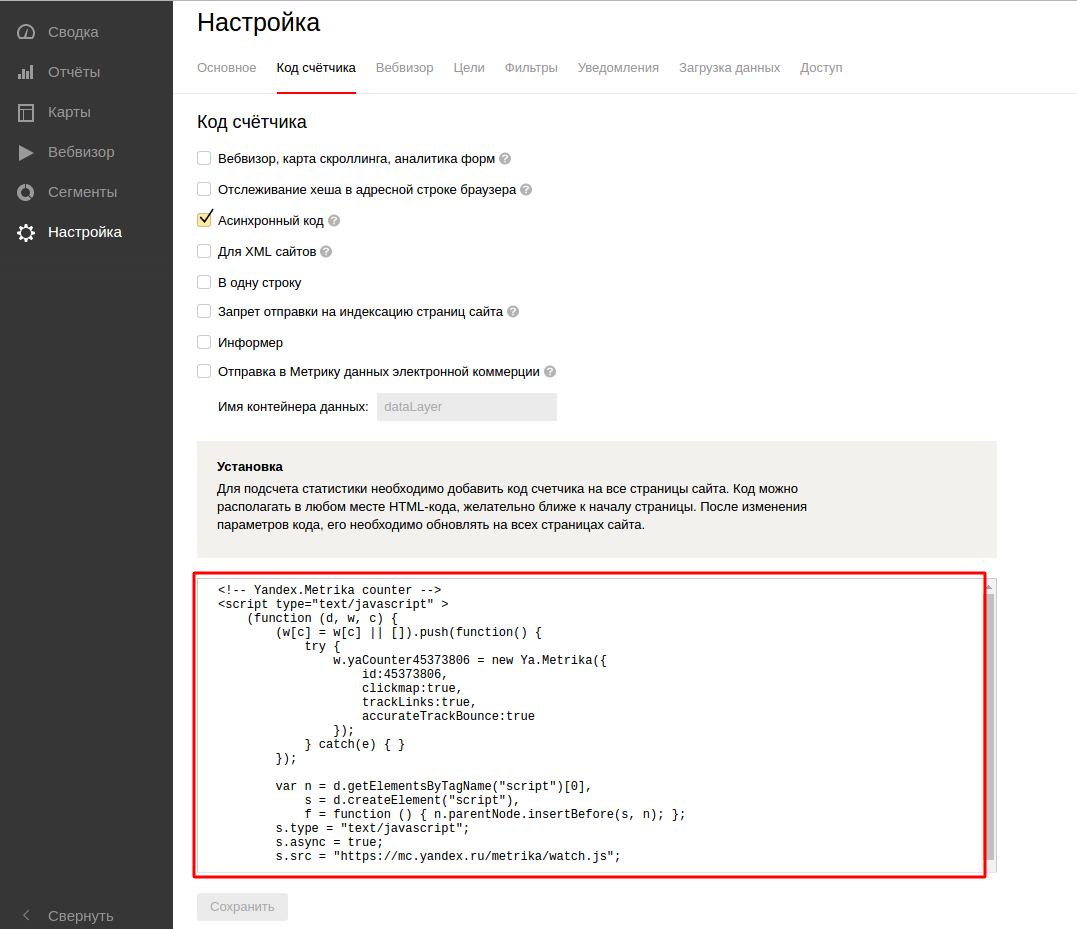 Сводка
Отчёты
Карты
Вебвизор
Сегменты
Настройка
Свернуть
Настройка
Основное Код счётчика Вебвизор Цели Фильтры Уведомления Загрузка данных Доступ
Код счётчика
Вебвизор, карта скроллинга, аналитика форм ?
Отслеживание хеша в адресной строке браузера ?
Асинхронный код ?
Для XML сайтов ?
В одну строку
Запрет отправки на индексацию страниц сайта ?
Информер
Отправка в Метрику данных электронной коммерции ?
Имя контейнера данных: dataLayer
Установка
Для подсчета статистики необходимо добавить код счетчика на все страницы сайта. Код можно
располагать в любом месте HTML-кода, желательно ближе к началу страницы. После изменения
параметров кода, его необходимо обновлять на всех страницах сайта.
<!-- Yandex.Metrika counter -->
<script type="text/javascript" >
    (function (d, w, c) {
        (w[c] = w[c] || []).push(function() {
            try {
                w.yaCounter45373806 = new Ya.Metrika({
                    id:45373806,
                    clickmap:true,
                    trackLinks:true,
                    accurateTrackBounce:true
                });
            } catch(e) { }
        });

        var n = d.getElementsByTagName("script")[0],
            s = d.createElement("script"),
            f = function () { n.parentNode.insertBefore(s, n); };
        s.type = "text/javascript";
        s.async = true;
        s.src = "https://mc.yandex.ru/metrika/watch.js";
Сохранить